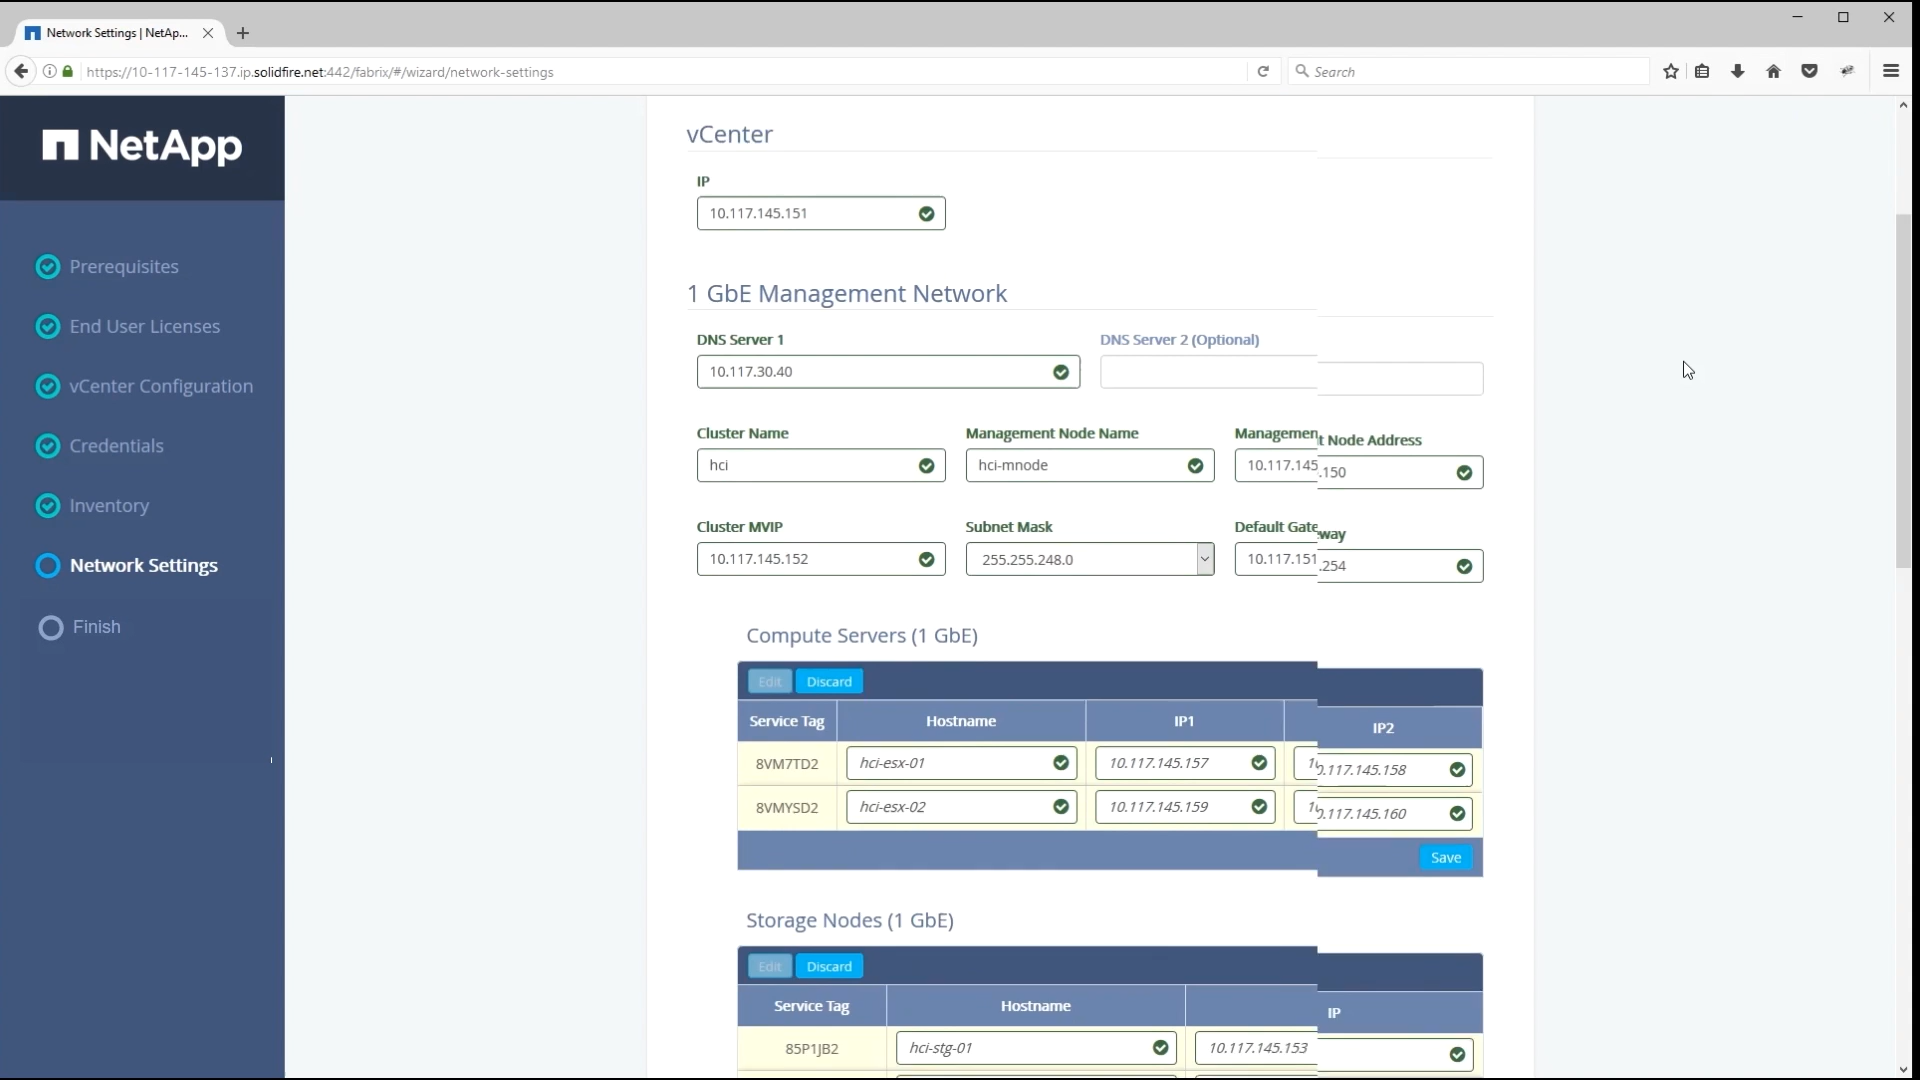 Network Settings | NetAp...
https://10-117-145-137.ip.solidfire.net:442/fabrix/#/wizard/network-settings
Search
NetApp
Prerequisites
End User Licenses
vCenter Configuration
Credentials
Inventory
Network Settings
Finish
vCenter
IP
10.117.145.151
1 GbE Management Network
DNS Server 1
DNS Server 2 (Optional)
10.117.30.40
Cluster Name
Management Node Name
Management Node Address
hci
hci-mnode
10.117.145.150
Cluster MVIP
Subnet Mask
Default Gateway
10.117.145.152
255.255.248.0
10.117.151.254
Compute Servers (1 GbE)
Edit
Discard
Service Tag
Hostname
IP1
IP2
8VM7TD2
hci-esx-01
10.117.145.157
10.117.145.158
8VMYSD2
hci-esx-02
10.117.145.159
10.117.145.160
Save
Storage Nodes (1 GbE)
Edit
Discard
Service Tag
Hostname
IP
85P1JB2
hci-stg-01
10.117.145.153